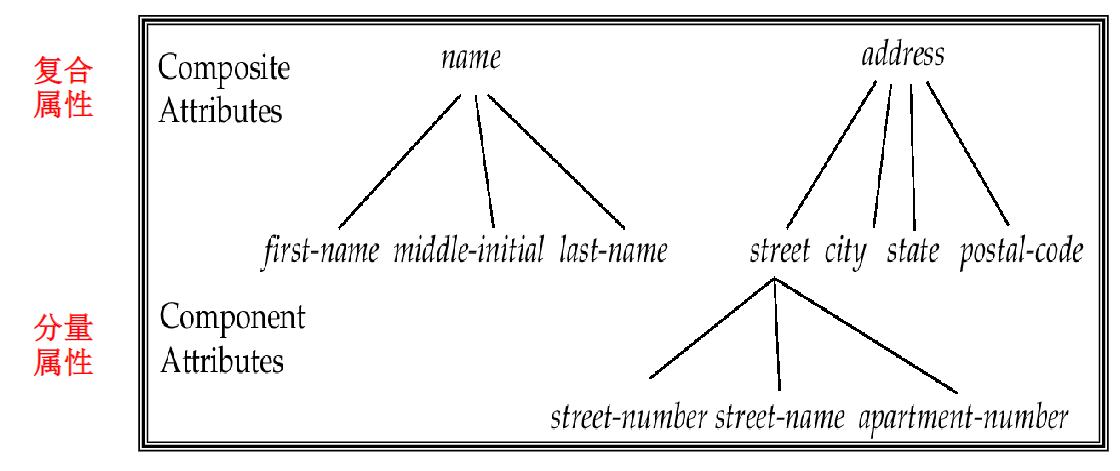 复合
属性
Composite
Attributes
name
address
first-name middle-initial last-name
street city state postal-code
分量
属性
Component
Attributes
street-number street-name apartment-number